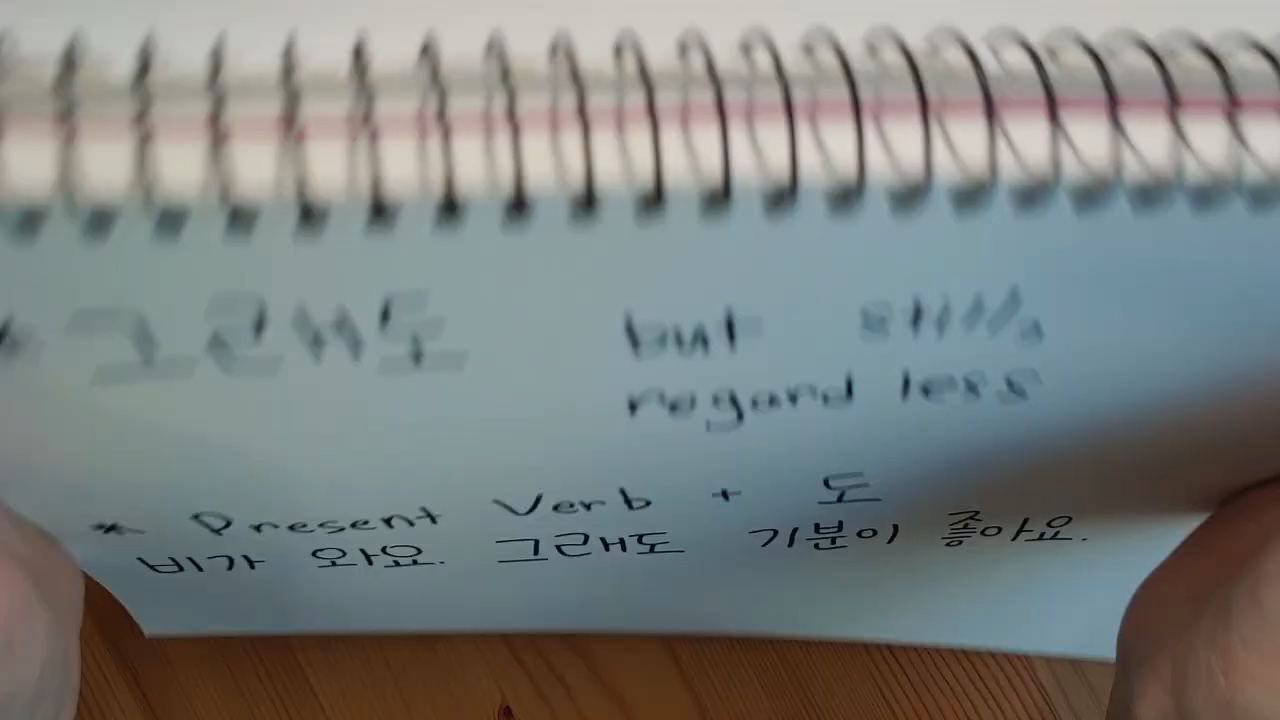 * 그래도 but still,
regardless
* Present Verb + 도
비가 와요. 그래도 기분이 좋아요.